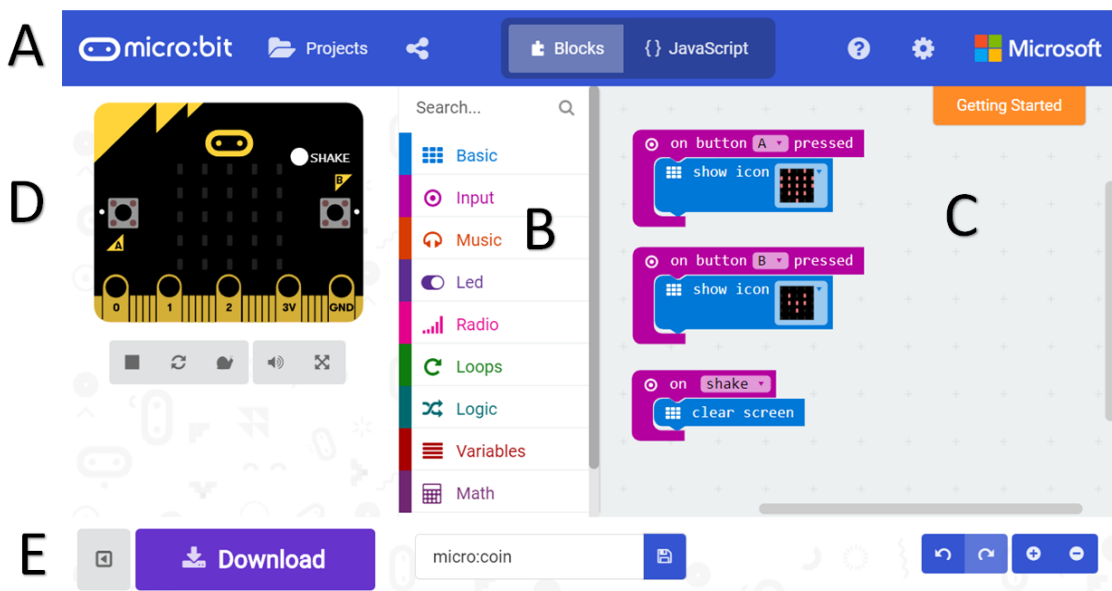 A
micro:bit Projects Blocks {} JavaScript ? Microsoft
Getting Started
D
SHAKE
B
A
0 1 2 3V GND
B
Search...
Basic
Input
Music
Led
Radio
Loops
Logic
Variables
Math
C
on button A pressed
show icon
on button B pressed
show icon
on shake
clear screen
E
Download
micro:coin